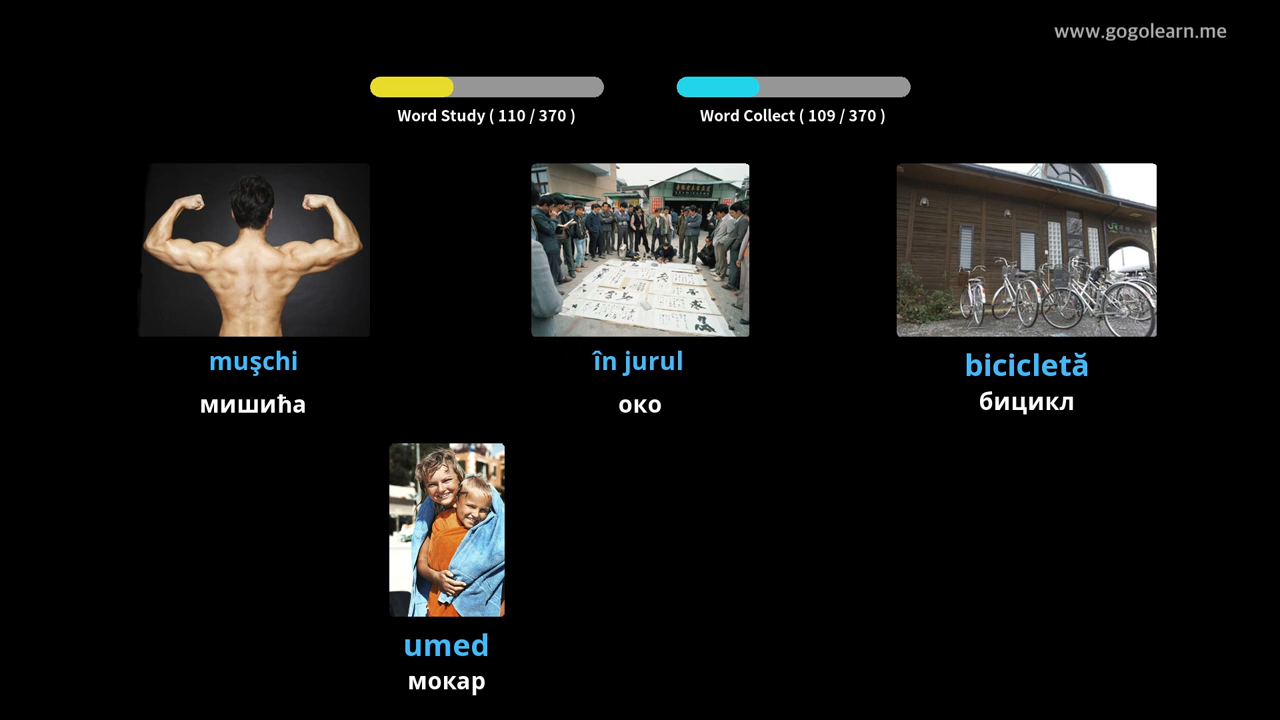 www.gogolearn.me
Word Study ( 110 / 370 )
Word Collect ( 109 / 370 )
muşchi
мишића
în jurul
око
bicicletă
бицикл
umed
мокар